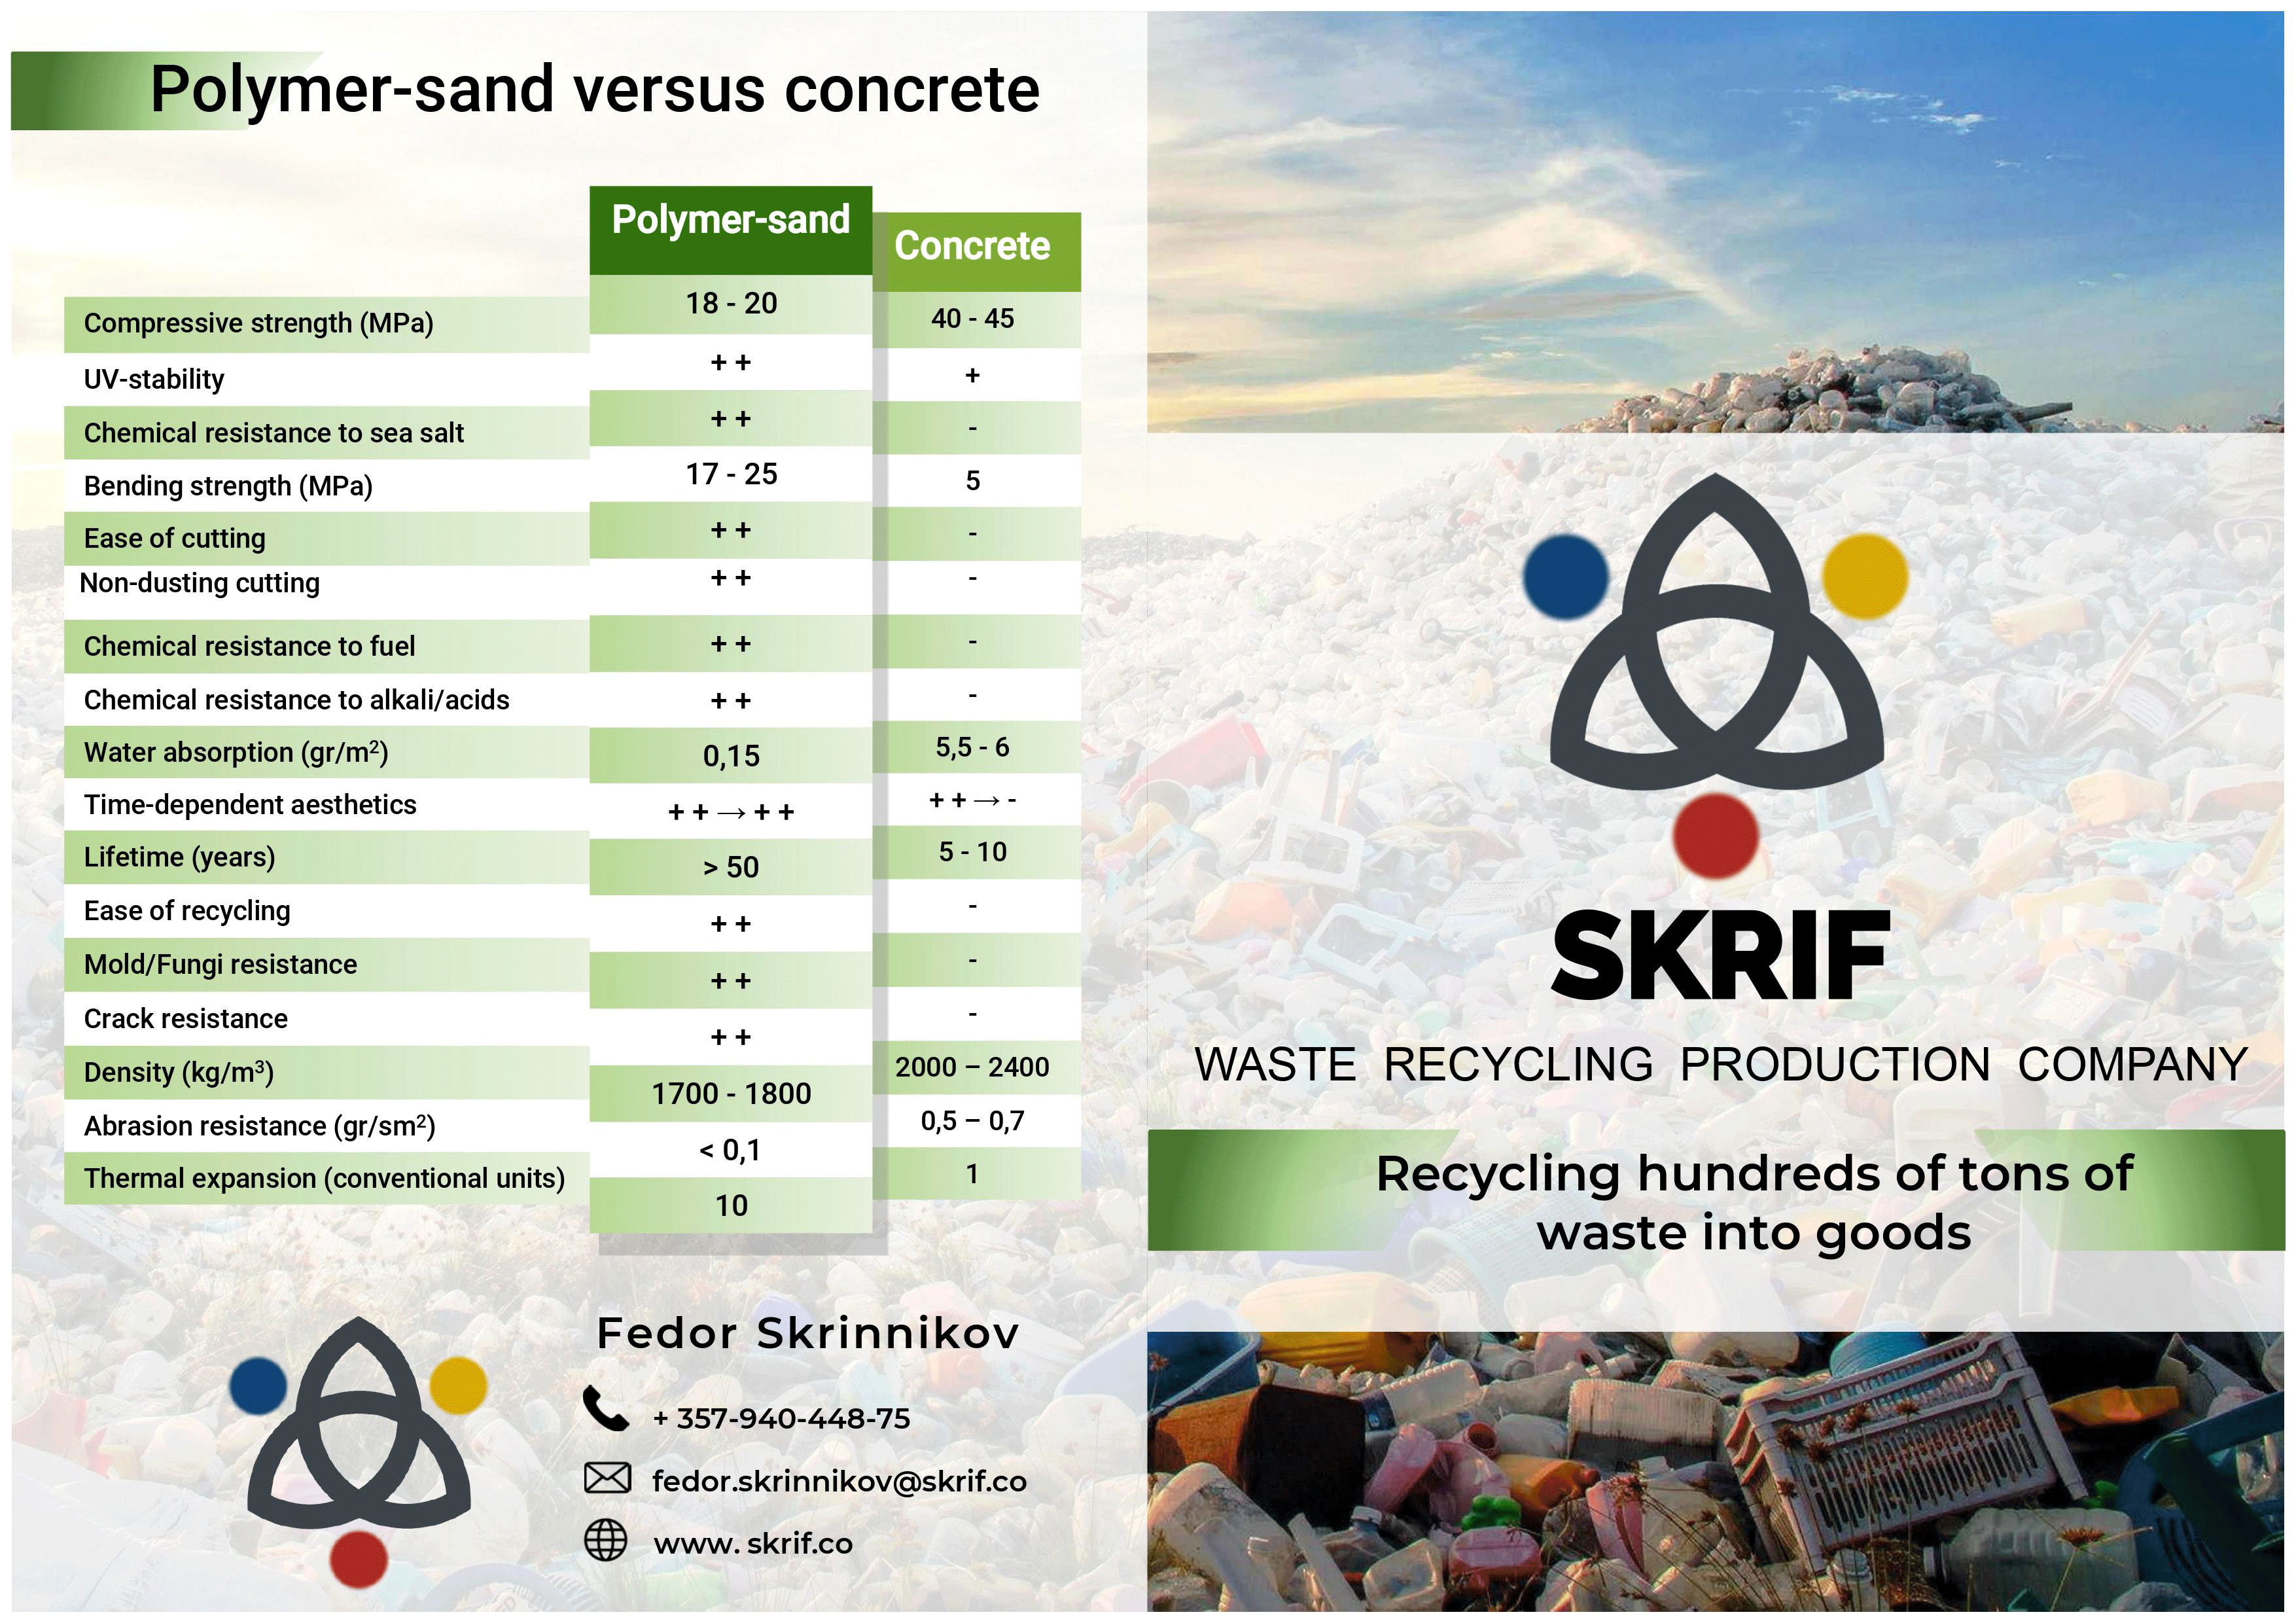 Polymer-sand versus concrete
Polymer-sand Concrete
Compressive strength (MPa) 18 - 20 40 - 45
UV-stability + + +
Chemical resistance to sea salt + + -
Bending strength (MPa) 17 - 25 5
Ease of cutting + + -
Non-dusting cutting + + -
Chemical resistance to fuel + + -
Chemical resistance to alkali/acids + + -
Water absorption (gr/m²) 0,15 5,5 - 6
Time-dependent aesthetics + + → + + + + → -
Lifetime (years) > 50 5 - 10
Ease of recycling + + -
Mold/Fungi resistance + + -
Crack resistance + + -
Density (kg/m³) 1700 - 1800 2000 – 2400
Abrasion resistance (gr/sm²) < 0,1 0,5 – 0,7
Thermal expansion (conventional units) 10 1
Fedor Skrinnikov
+ 357-940-448-75
fedor.skrinnikov@skrif.co
www. skrif.co
SKRIF
WASTE RECYCLING PRODUCTION COMPANY
Recycling hundreds of tons of
waste into goods